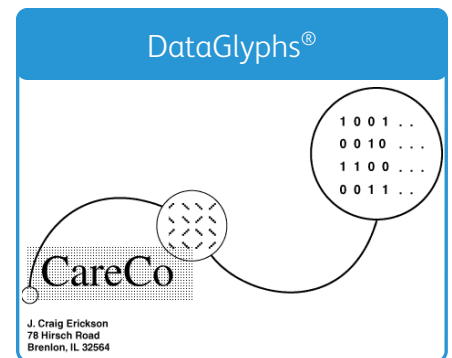 DataGlyphs®
1 0 0 1 . .
0 0 1 0 . . .
1 1 0 0 . . .
0 0 1 1 . .
CareCo
J. Craig Erickson
78 Hirsch Road
Brenlon, IL 32564